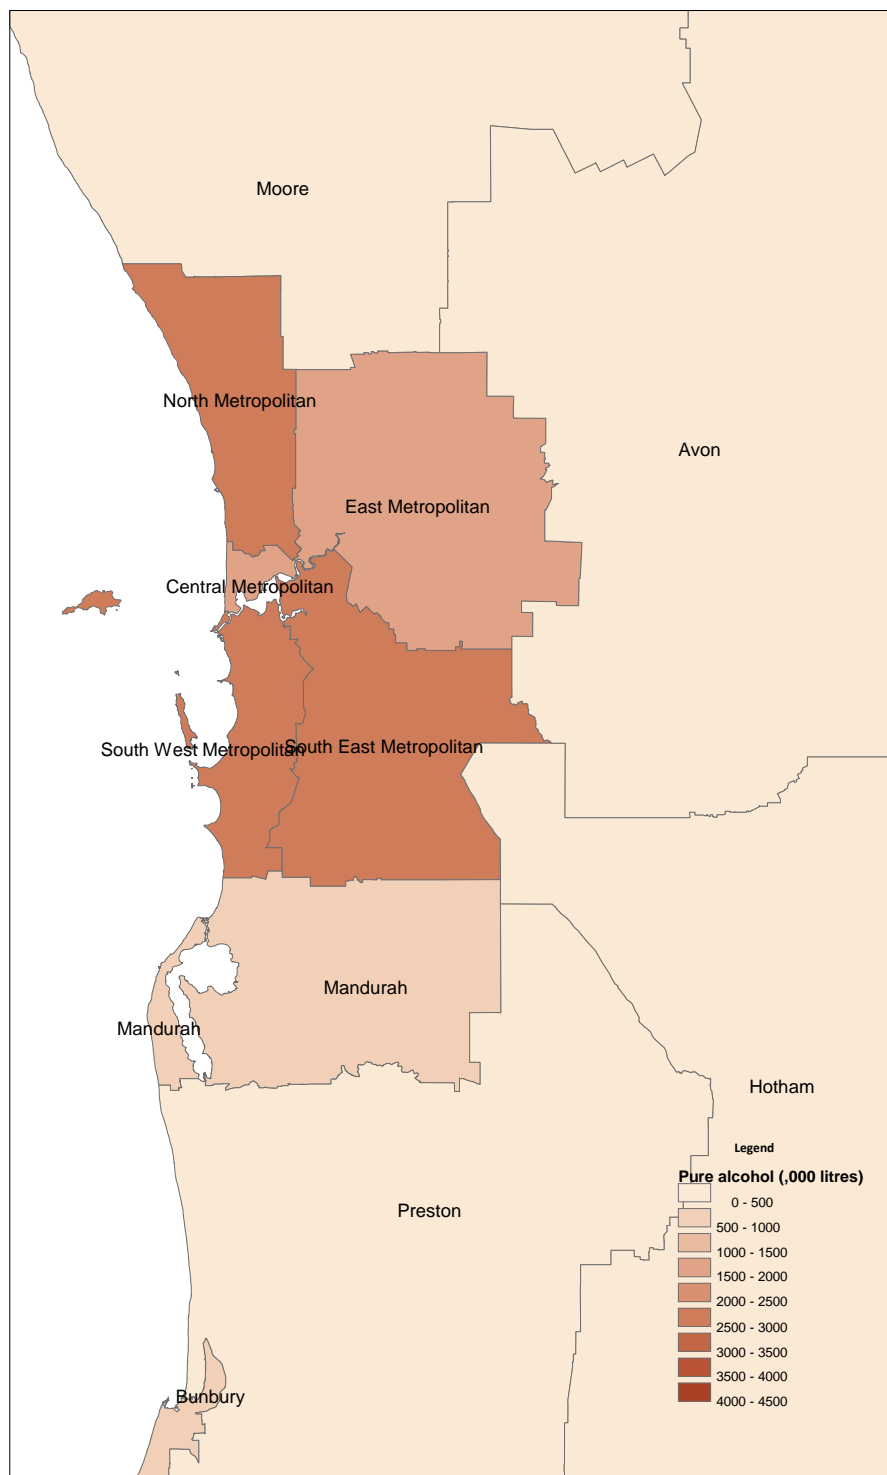 Moore
North Metropolitan
Avon
East Metropolitan
Central Metropolitan
South West Metropolitan
South East Metropolitan
Mandurah
Mandurah
Hotham
Legend
Pure alcohol (,000 litres)
0 - 500
500 - 1000
1000 - 1500
1500 - 2000
2000 - 2500
2500 - 3000
3000 - 3500
3500 - 4000
4000 - 4500
Preston
Bunbury